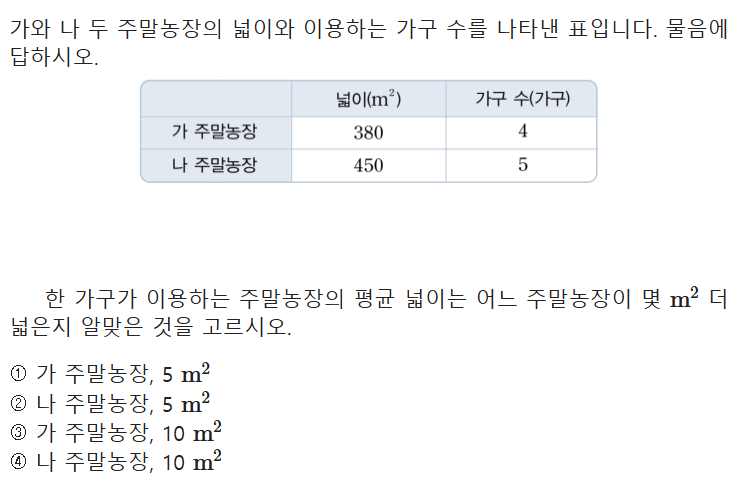 가와 나 두 주말농장의 넓이와 이용하는 가구 수를 나타낸 표입니다. 물음에
답하시오.
넓이(m²) 가구 수(가구)
가 주말농장 380 4
나 주말농장 450 5
한 가구가 이용하는 주말농장의 평균 넓이는 어느 주말농장이 몇 m² 더
넓은지 알맞은 것을 고르시오.
① 가 주말농장, 5 m²
② 나 주말농장, 5 m²
③ 가 주말농장, 10 m²
④ 나 주말농장, 10 m²